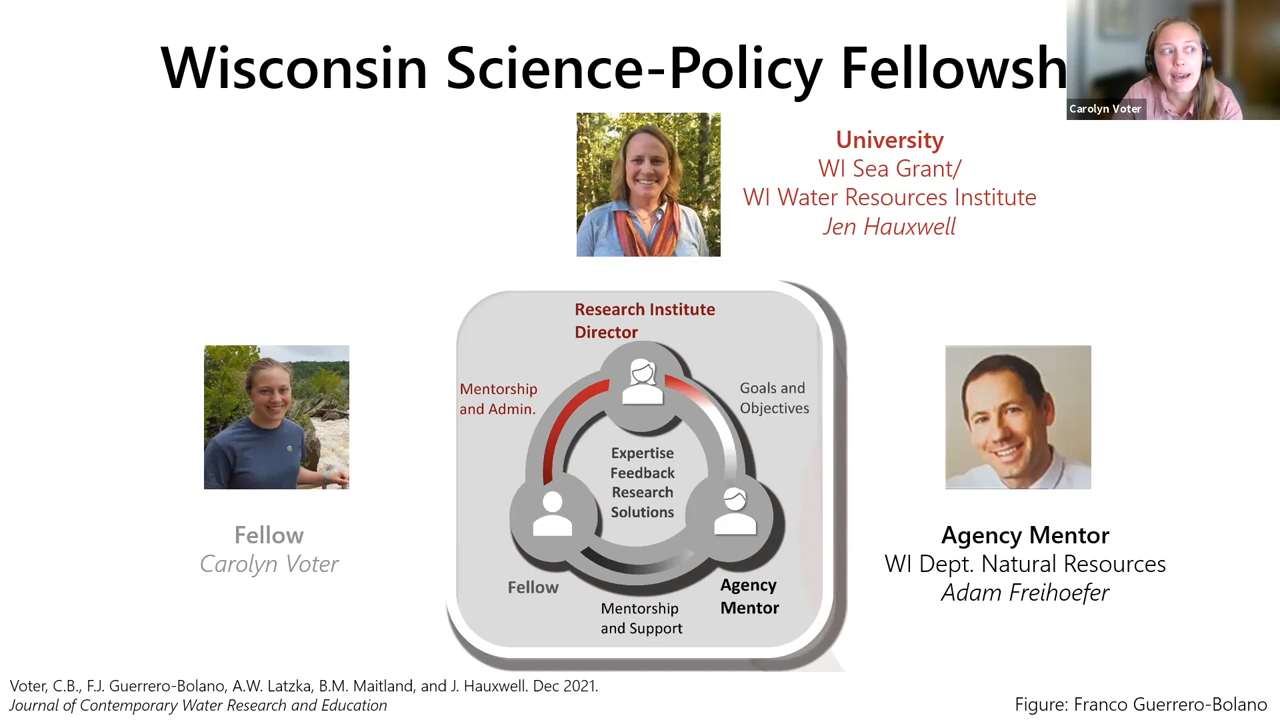 Wisconsin Science-Policy Fellowsh
Carolyn Voter
University
WI Sea Grant/
WI Water Resources Institute
Jen Hauxwell
Research Institute
Director
Mentorship
and Admin.
Goals and
Objectives
Expertise
Feedback
Research
Solutions
Fellow
Agency
Mentor
Mentorship
and Support
Fellow
Carolyn Voter
Agency Mentor
WI Dept. Natural Resources
Adam Freihoefer
Voter, C.B., F.J. Guerrero-Bolano, A.W. Latzka, B.M. Maitland, and J. Hauxwell. Dec 2021.
Journal of Contemporary Water Research and Education
Figure: Franco Guerrero-Bolano